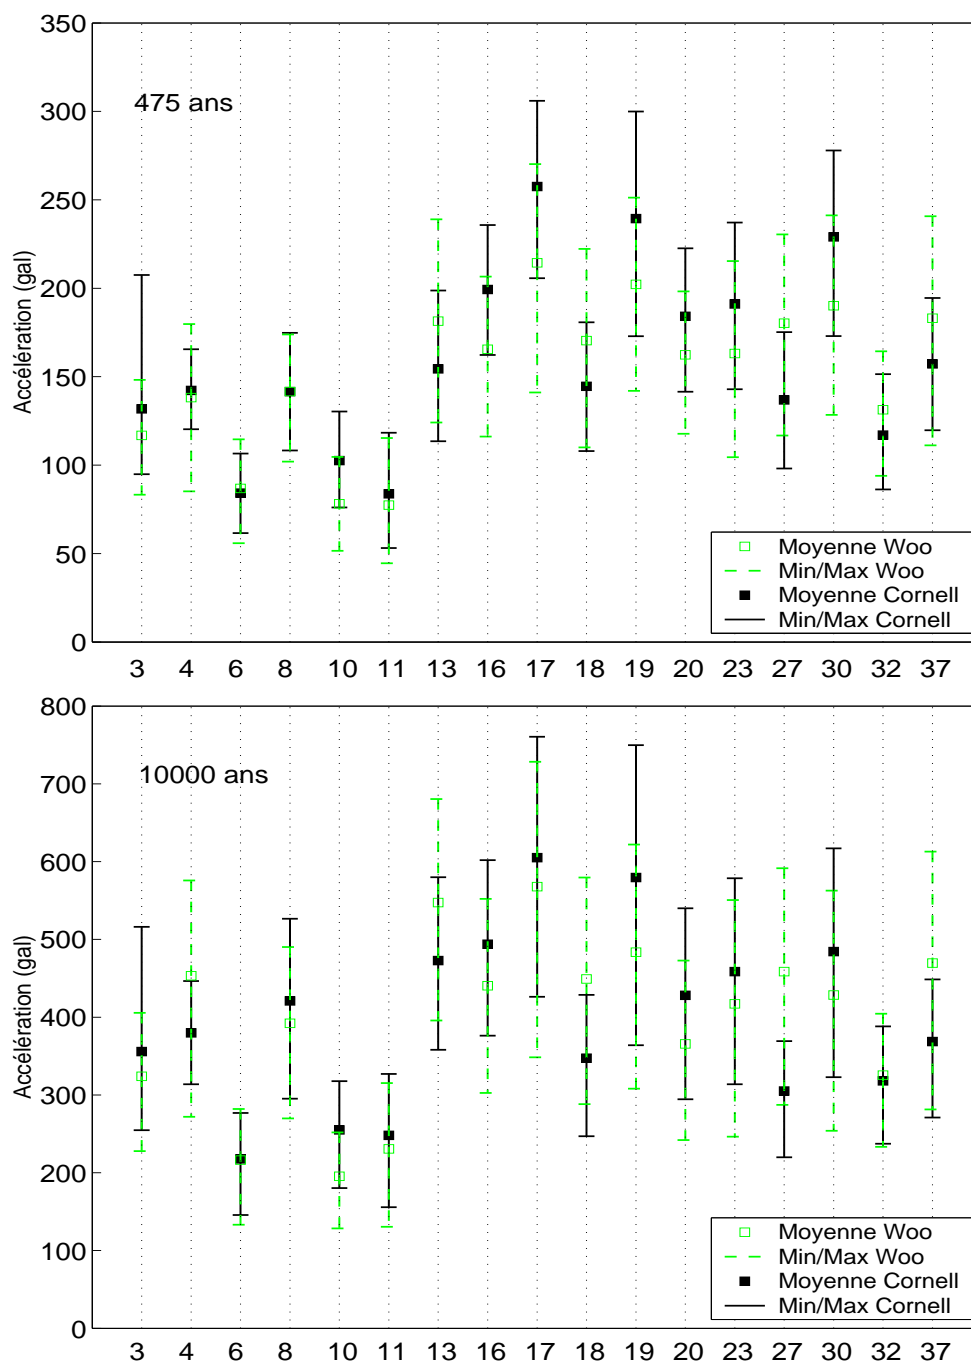 350
300
250
200
150
100
50
0
Accélération (gal)
475 ans
Moyenne Woo
Min/Max Woo
Moyenne Cornell
Min/Max Cornell
3 4 6 8 10 11 13 16 17 18 19 20 23 27 30 32 37
800
700
600
500
400
300
200
100
0
Accélération (gal)
10000 ans
Moyenne Woo
Min/Max Woo
Moyenne Cornell
Min/Max Cornell
3 4 6 8 10 11 13 16 17 18 19 20 23 27 30 32 37